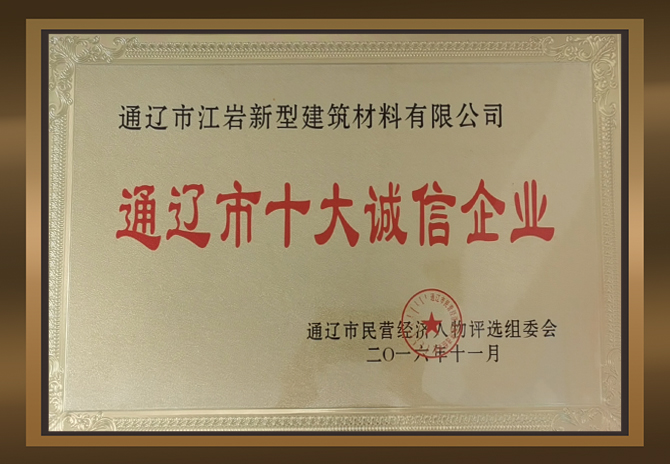 通辽市江岩新型建筑材料有限公司
通辽市十大诚信企业
通辽市民营经济人物评选组委会
二〇一六年十一月